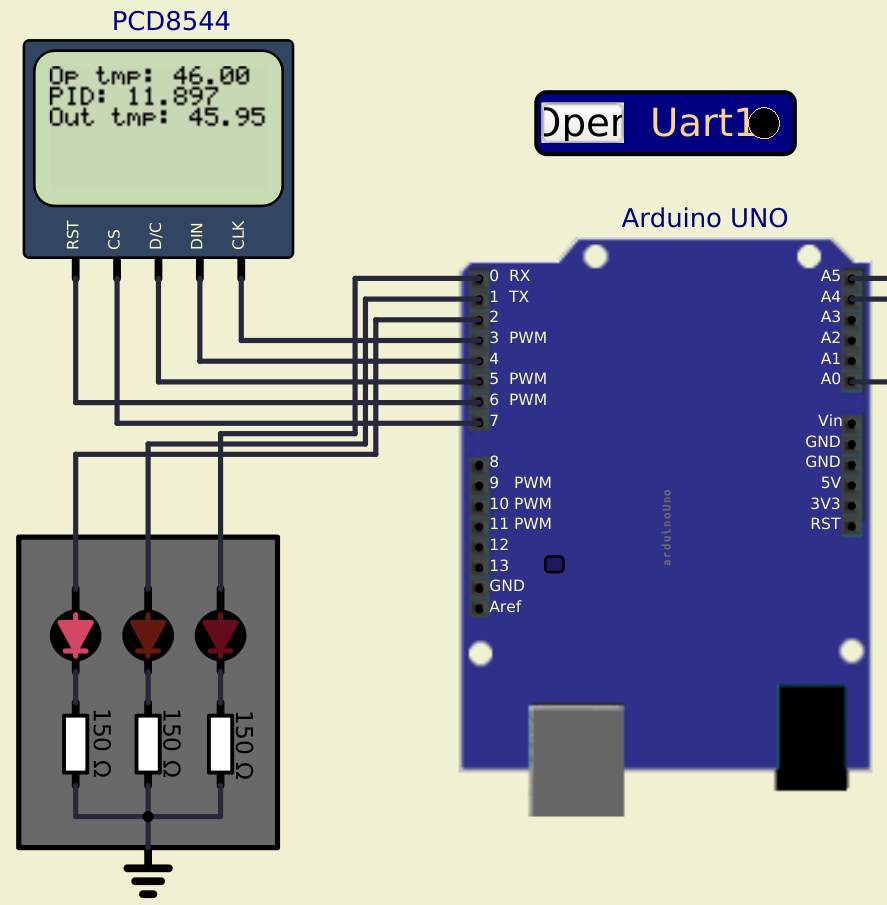 PCD8544
Op tmp: 46.00
PID: 11.897
Out tmp: 45.95
RST
CS
D/C
DIN
CLK
Open
Uart1
Arduino UNO
0 RX
1 TX
2
3 PWM
4
5 PWM
6 PWM
7
8
9 PWM
10 PWM
11 PWM
12
13
GND
Aref
arduinoUno
A5
A4
A3
A2
A1
A0
Vin
GND
GND
5V
3V3
RST
150 Ω
150 Ω
150 Ω